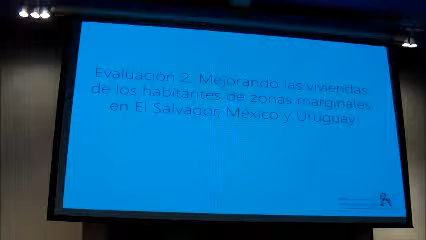 Evaluación 2: Mejorando las viviendas
de los habitantes de zonas marginales
en El Salvador, México y Uruguay